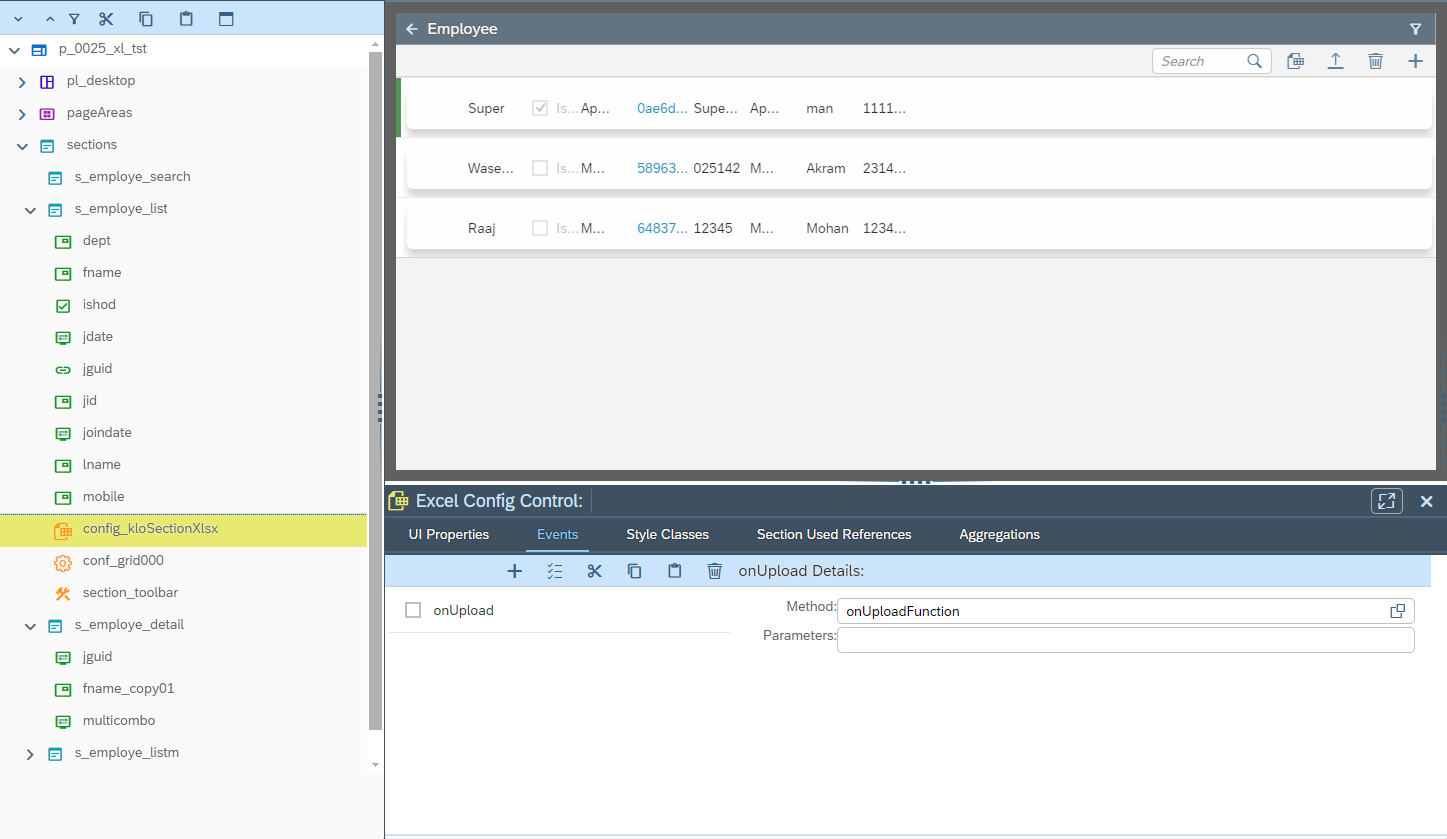 p_0025_xl_tst
pl_desktop
pageAreas
sections
s_employe_search
s_employe_list
dept
fname
ishod
jdate
jguid
jid
joindate
lname
mobile
config_kloSectionXlsx
conf_grid000
section_toolbar
s_employe_detail
jguid
fname_copy01
multicombo
s_employe_listm
Employee
Search
Super Is... Ap... 0ae6d... Supe... Ap... man 1111...
Wase... Is... M... 58963... 025142 M... Akram 2314...
Raaj Is... M... 64837... 12345 M... Mohan 1234...
Excel Config Control:
UI Properties Events Style Classes Section Used References Aggregations
onUpload Details:
onUpload
Method: onUploadFunction
Parameters: